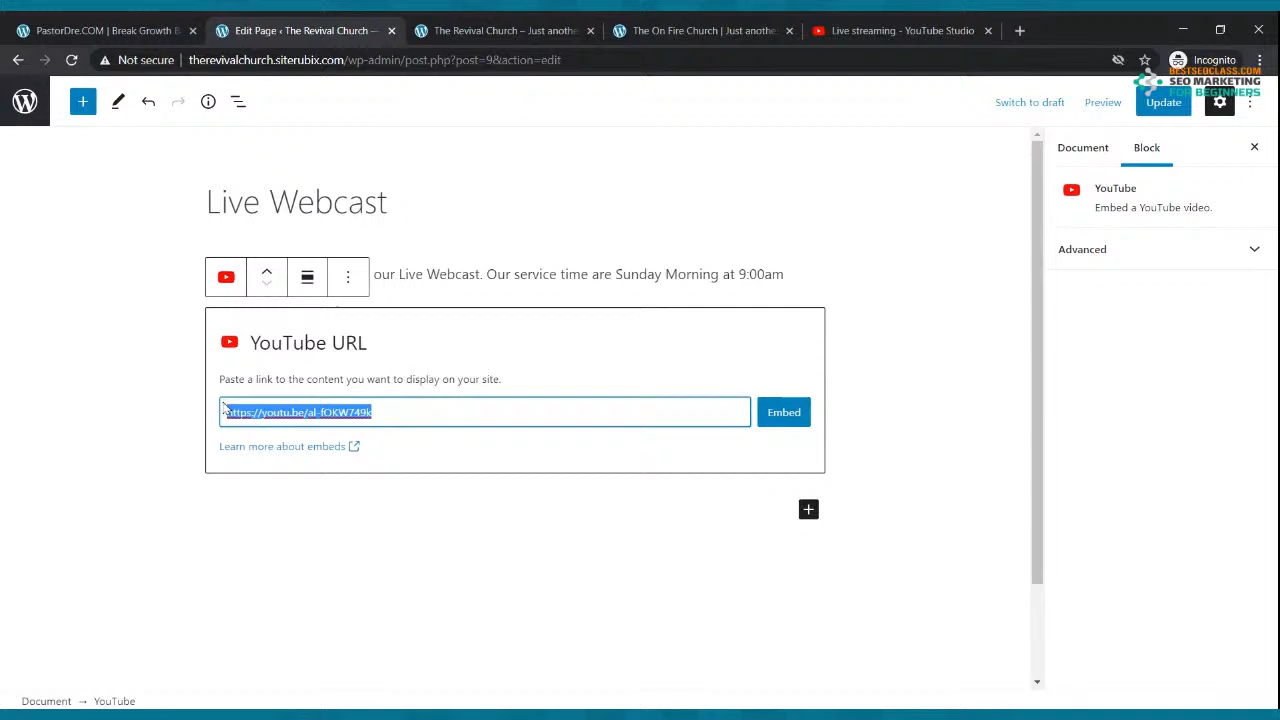 PastorDre.COM | Break Growth B
Edit Page ‹ The Revival Church —
The Revival Church – Just anothe
The On Fire Church | Just anothe
Live streaming - YouTube Studio
Not secure
therevivalchurch.siterubix.com/wp-admin/post.php?post=9&action=edit
Incognito
BESTSEOCLASS.COM
SEO MARKETING
FOR BEGINNERS
Switch to draft
Preview
Update
Document
Block
YouTube
Embed a YouTube video.
Advanced
Live Webcast
our Live Webcast. Our service time are Sunday Morning at 9:00am
YouTube URL
Paste a link to the content you want to display on your site.
https://youtu.be/al-fOKW749k
Embed
Learn more about embeds
Document → YouTube